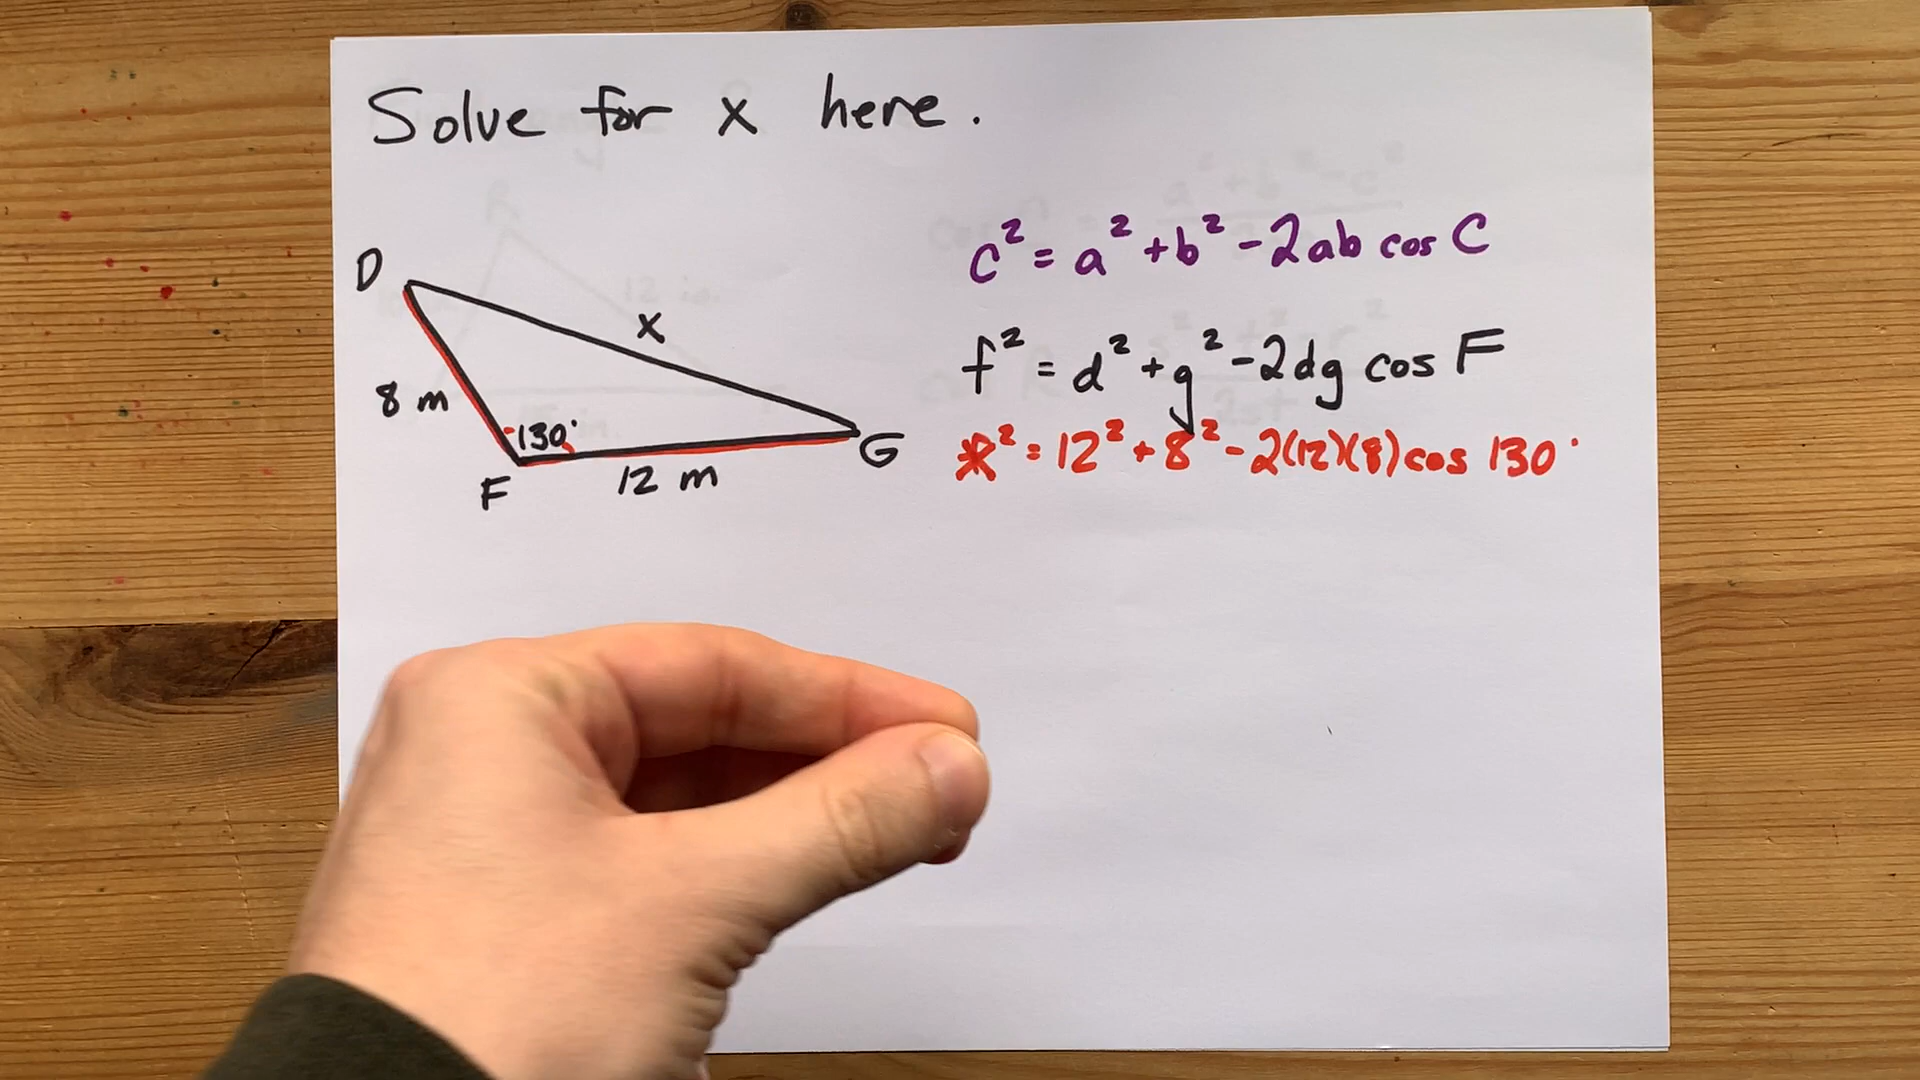 Solve for x here.
c² = a² + b² - 2ab cos C
D
x
f² = d² + g² - 2dg cos F
8 m
130°
G
x² = 12² + 8² - 2(12)(8) cos 130°
F
12 m